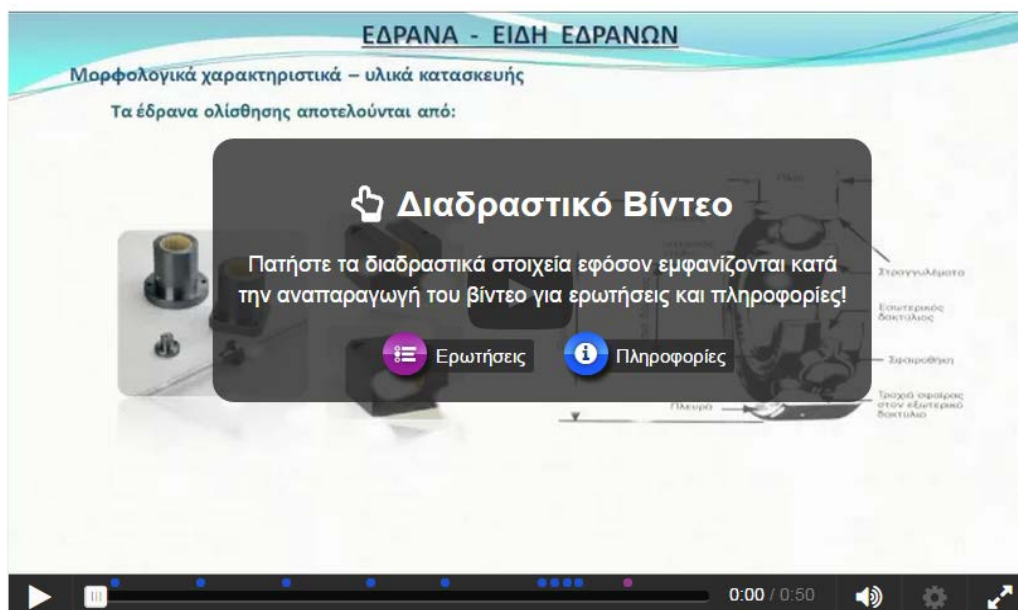 ΕΔΡΑΝΑ - ΕΙΔΗ ΕΔΡΑΝΩΝ
Μορφολογικά χαρακτηριστικά – υλικά κατασκευής
Τα έδρανα ολίσθησης αποτελούνται από:
Διαδραστικό Βίντεο
Πατήστε τα διαδραστικά στοιχεία εφόσον εμφανίζονται κατά
την αναπαραγωγή του βίντεο για ερωτήσεις και πληροφορίες!
Ερωτήσεις
Πληροφορίες
Στρογγυλέματα
Εσωτερικός
δακτύλιος
Σφαιροθήκη
Τροχιά σφαίρας
στον εξωτερικό
δακτύλιο
Πλευρά
0:00 / 0:50